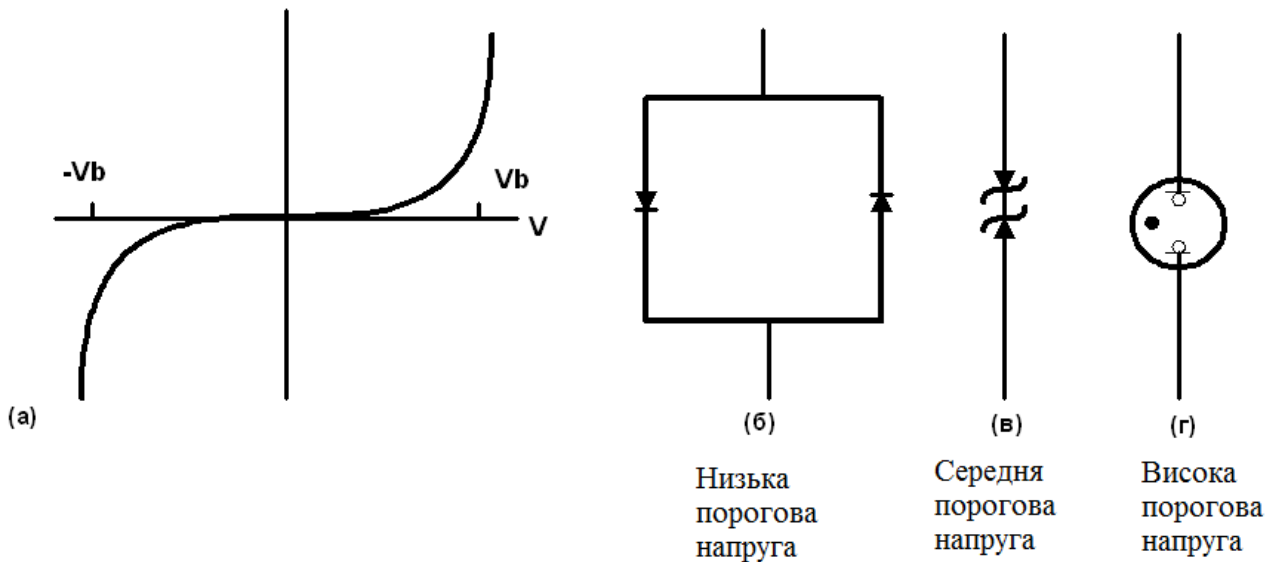 -Vb
Vb
V
(а)
(б)
(в)
(г)
Низька
порогова
напруга
Середня
порогова
напруга
Висока
порогова
напруга